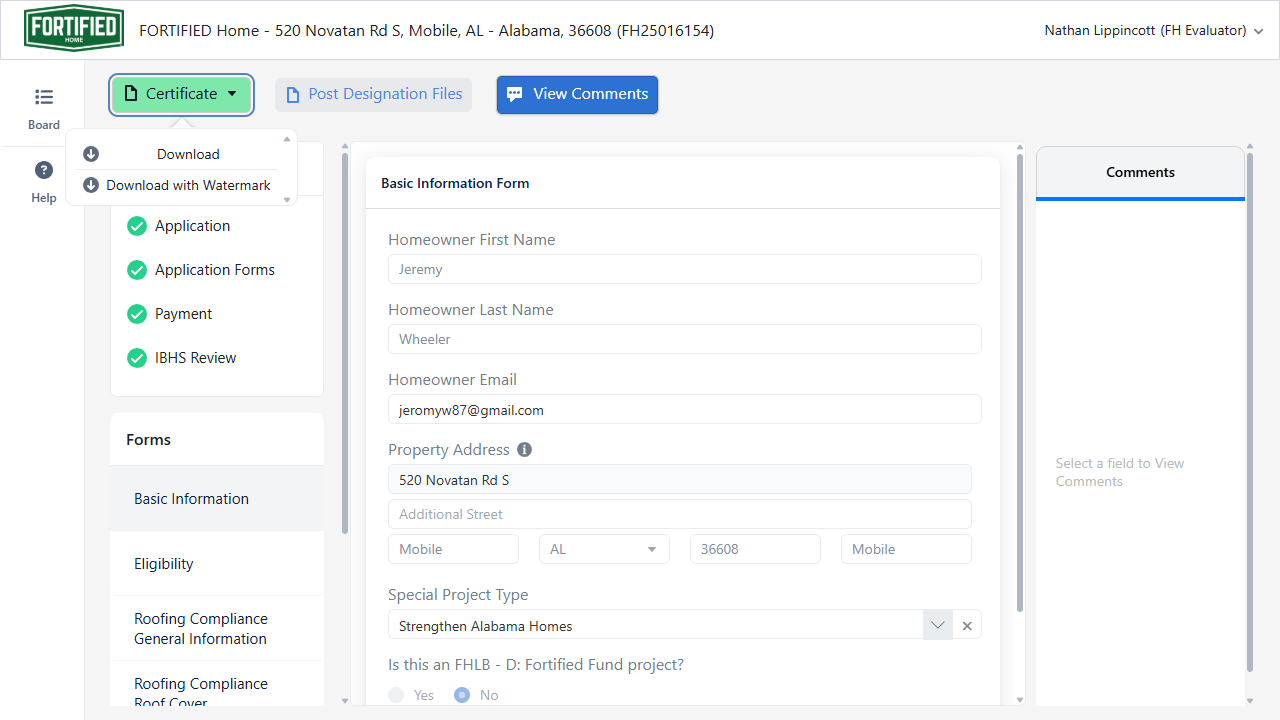 FORTIFIED
HOME
FORTIFIED Home - 520 Novatan Rd S, Mobile, AL - Alabama, 36608 (FH25016154)
Nathan Lippincott (FH Evaluator)
Board
Help
Certificate
Post Designation Files
View Comments
Download
Download with Watermark
Application
Application Forms
Payment
IBHS Review
Forms
Basic Information
Eligibility
Roofing Compliance
General Information
Roofing Compliance
Roof Cover
Basic Information Form
Homeowner First Name
Jeremy
Homeowner Last Name
Wheeler
Homeowner Email
jeromyw87@gmail.com
Property Address
520 Novatan Rd S
Additional Street
Mobile
AL
36608
Mobile
Special Project Type
Strengthen Alabama Homes
Is this an FHLB - D: Fortified Fund project?
Yes
No
Comments
Select a field to View
Comments